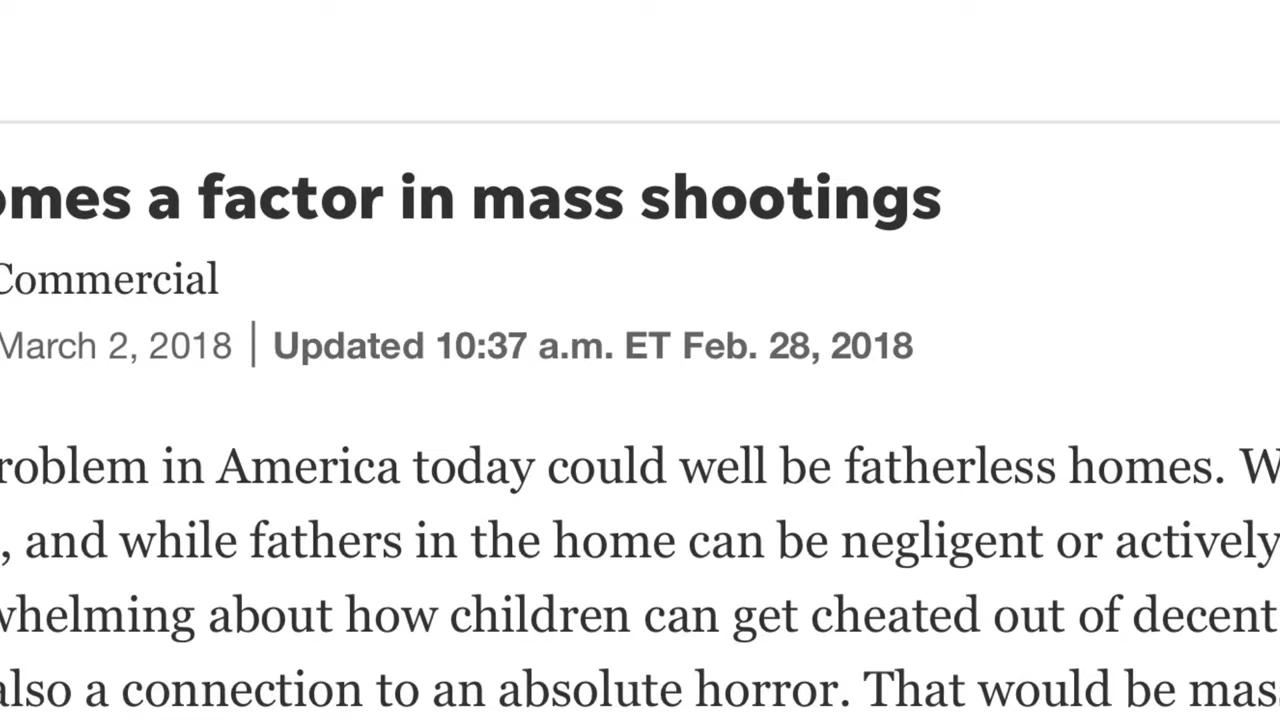 omes a factor in mass shootings
Commercial
March 2, 2018 | Updated 10:37 a.m. ET Feb. 28, 2018
roblem in America today could well be fatherless homes. W
, and while fathers in the home can be negligent or actively
whelming about how children can get cheated out of decent
also a connection to an absolute horror. That would be mas